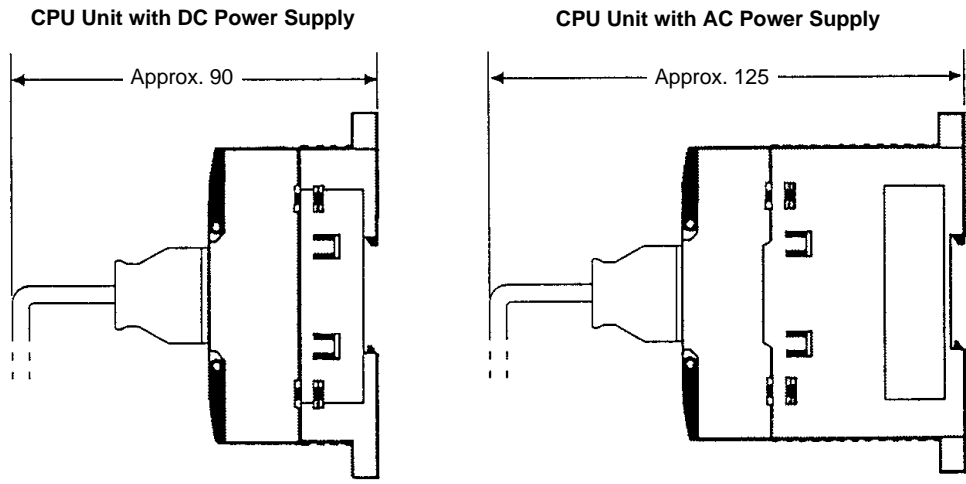 CPU Unit with DC Power Supply
CPU Unit with AC Power Supply
Approx. 90
Approx. 125